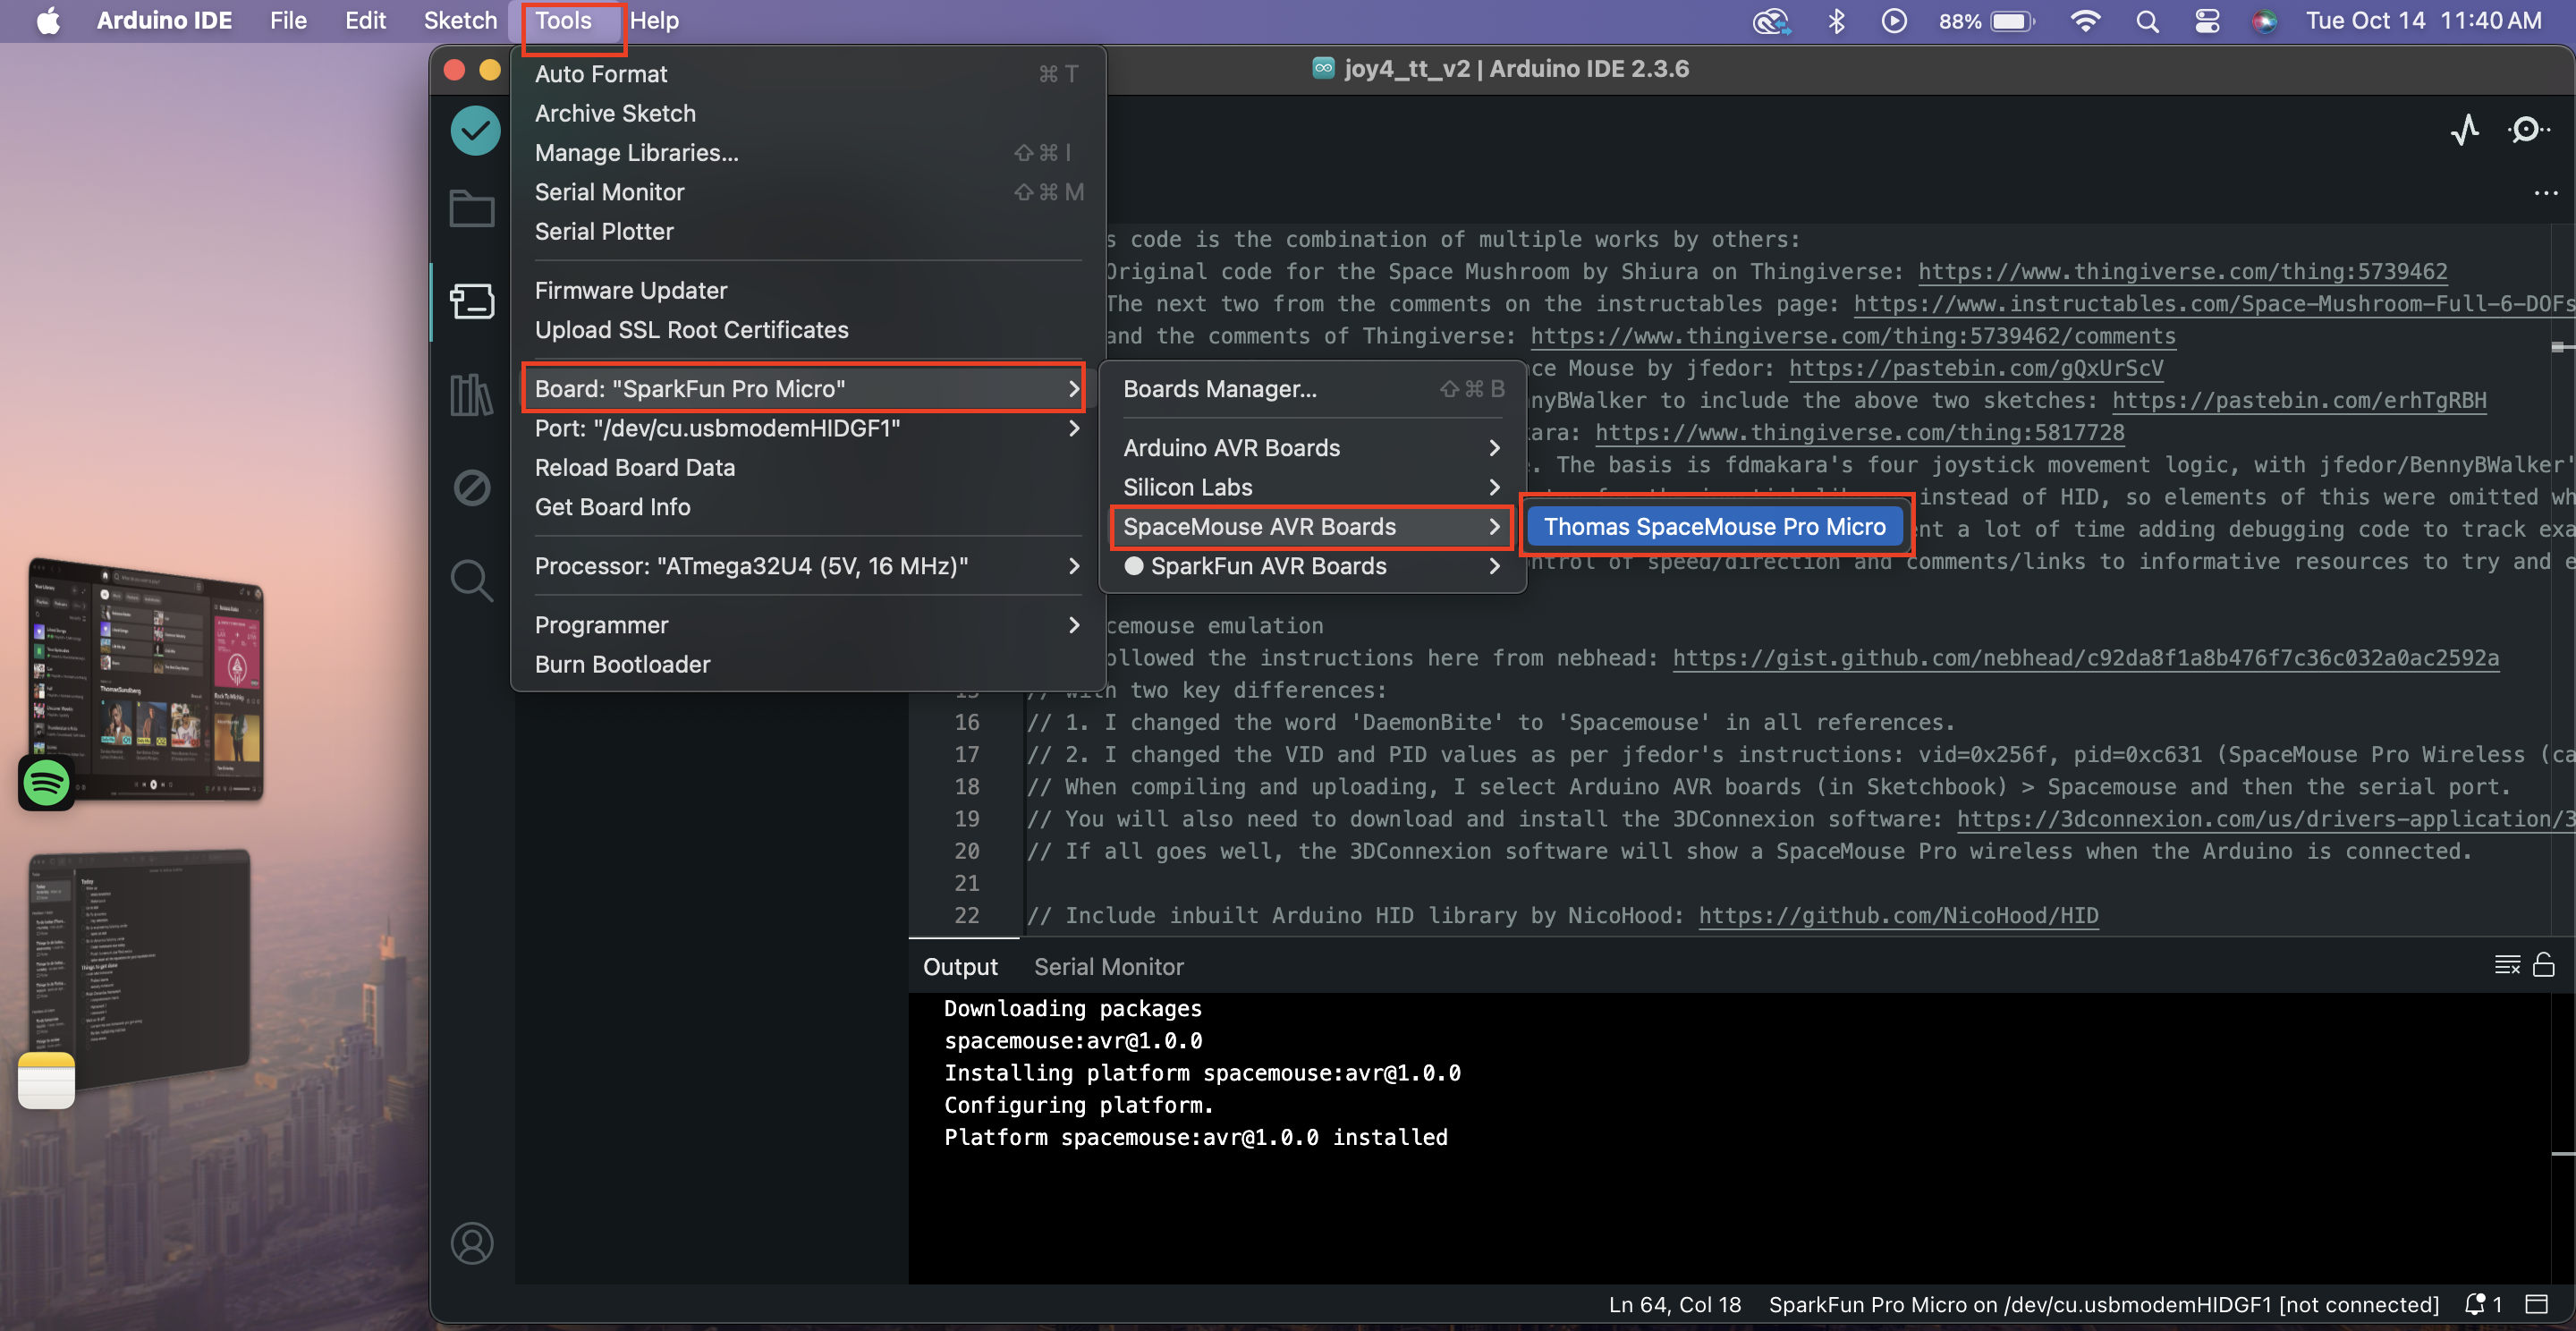 Arduino IDE File Edit Sketch Tools Help 88% Tue Oct 14 11:40 AM
joy4_tt_v2 | Arduino IDE 2.3.6
Auto Format ⌘ T
Archive Sketch
Manage Libraries... ⇧ ⌘ I
Serial Monitor ⇧ ⌘ M
Serial Plotter
Firmware Updater
Upload SSL Root Certificates
Board: "SparkFun Pro Micro"
Port: "/dev/cu.usbmodemHIDGF1"
Reload Board Data
Get Board Info
Processor: "ATmega32U4 (5V, 16 MHz)"
Programmer
Burn Bootloader
Boards Manager... ⇧ ⌘ B
Arduino AVR Boards
Silicon Labs
SpaceMouse AVR Boards
SparkFun AVR Boards
Thomas SpaceMouse Pro Micro
s code is the combination of multiple works by others:
Original code for the Space Mushroom by Shiura on Thingiverse: https://www.thingiverse.com/thing:5739462
The next two from the comments on the instructables page: https://www.instructables.com/Space-Mushroom-Full-6-DOFs
and the comments of Thingiverse: https://www.thingiverse.com/thing:5739462/comments
ce Mouse by jfedor: https://pastebin.com/gQxUrScV
nyBWalker to include the above two sketches: https://pastebin.com/erhTgRBH
kara: https://www.thingiverse.com/thing:5817728
. The basis is fdmakara's four joystick movement logic, with jfedor/BennyBWalker'
instead of HID, so elements of this were omitted wh
ent a lot of time adding debugging code to track exa
ntrol of speed/direction and comments/links to informative resources to try and e
cemouse emulation
ollowed the instructions here from nebhead: https://gist.github.com/nebhead/c92da8f1a8b476f7c36c032a0ac2592a
15 // with two key differences:
16 // 1. I changed the word 'DaemonBite' to 'Spacemouse' in all references.
17 // 2. I changed the VID and PID values as per jfedor's instructions: vid=0x256f, pid=0xc631 (SpaceMouse Pro Wireless (ca
18 // When compiling and uploading, I select Arduino AVR boards (in Sketchbook) > Spacemouse and then the serial port.
19 // You will also need to download and install the 3DConnexion software: https://3dconnexion.com/us/drivers-application/3
20 // If all goes well, the 3DConnexion software will show a SpaceMouse Pro wireless when the Arduino is connected.
21
22 // Include inbuilt Arduino HID library by NicoHood: https://github.com/NicoHood/HID
Output Serial Monitor
Downloading packages
spacemouse:avr@1.0.0
Installing platform spacemouse:avr@1.0.0
Configuring platform.
Platform spacemouse:avr@1.0.0 installed
Ln 64, Col 18 SparkFun Pro Micro on /dev/cu.usbmodemHIDGF1 [not connected] 1